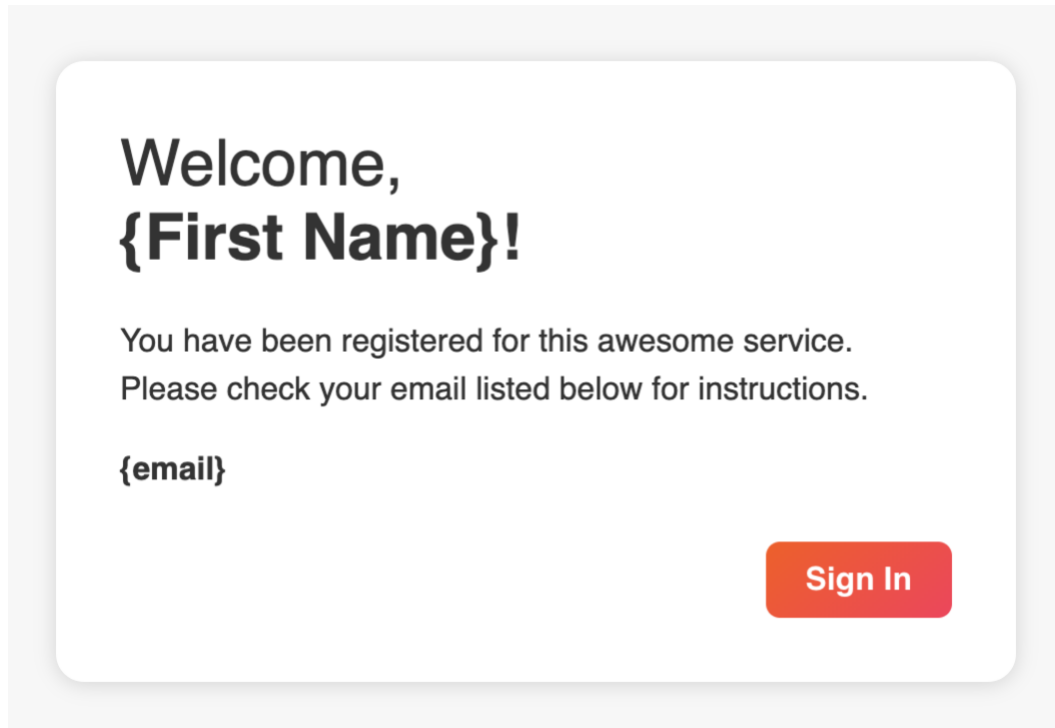 Welcome,
{First Name}!
You have been registered for this awesome service.
Please check your email listed below for instructions.
{email}
Sign In